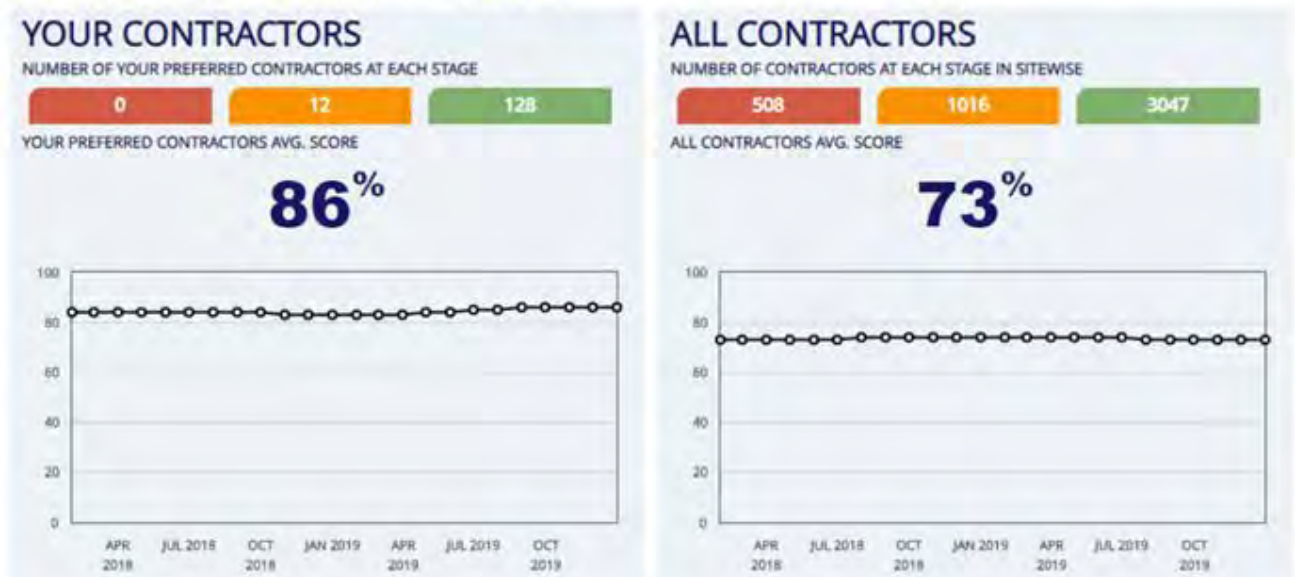 YOUR CONTRACTORS
NUMBER OF YOUR PREFERRED CONTRACTORS AT EACH STAGE
0 12 128
YOUR PREFERRED CONTRACTORS AVG. SCORE
86%
100
80
60
40
20
0
APR 2018 JUL 2018 OCT 2018 JAN 2019 APR 2019 JUL 2019 OCT 2019
ALL CONTRACTORS
NUMBER OF CONTRACTORS AT EACH STAGE IN SITEWISE
508 1016 3047
ALL CONTRACTORS AVG. SCORE
73%
100
80
60
40
20
0
APR 2018 JUL 2018 OCT 2018 JAN 2019 APR 2019 JUL 2019 OCT 2019